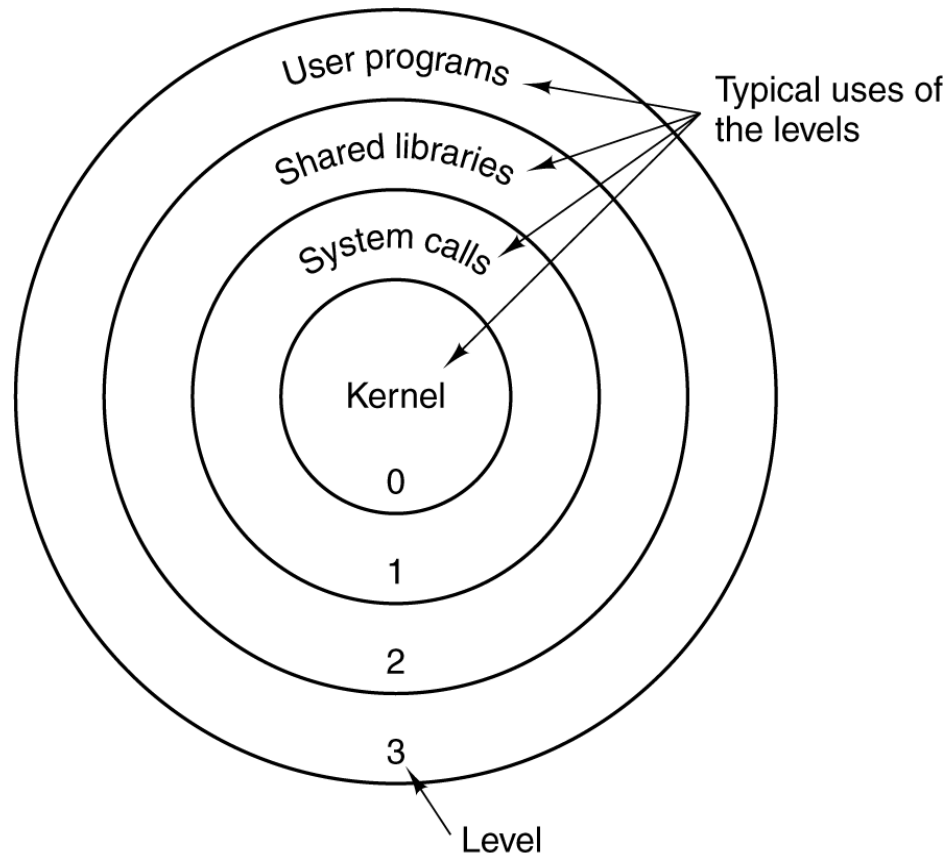 User programs
Typical uses of
the levels
Shared libraries
System calls
Kernel
0
1
2
3
Level